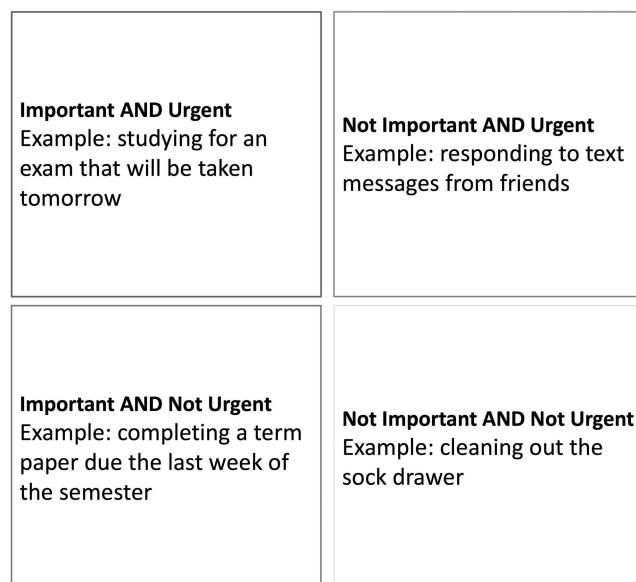 Important AND Urgent
Example: studying for an
exam that will be taken
tomorrow
Not Important AND Urgent
Example: responding to text
messages from friends
Important AND Not Urgent
Example: completing a term
paper due the last week of
the semester
Not Important AND Not Urgent
Example: cleaning out the
sock drawer